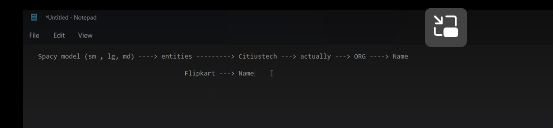 *Untitled - Notepad
File Edit View
Spacy model (sm , lg, md) ----> entities ---------> Citiustech ---> actually ---> ORG ----> Name
Flipkart ---> Name